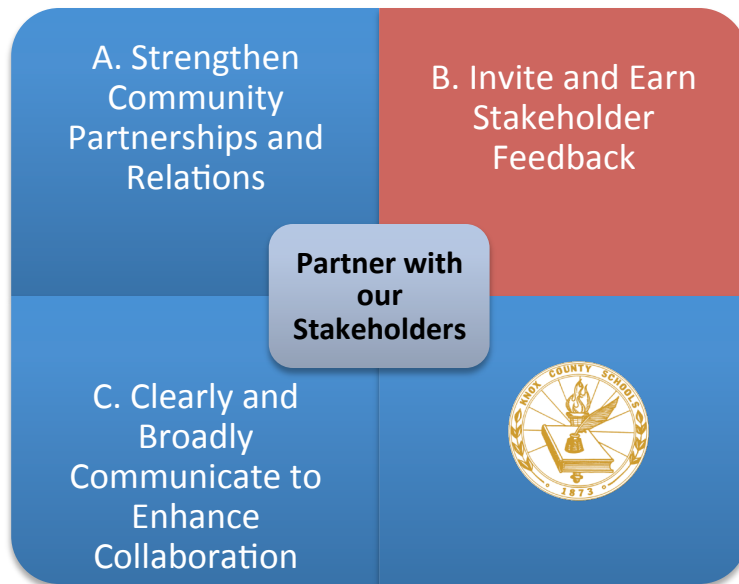 A. Strengthen
Community
Partnerships and
Relations
B. Invite and Earn
Stakeholder
Feedback
Partner with
our
Stakeholders
C. Clearly and
Broadly
Communicate to
Enhance
Collaboration
KNOX COUNTY SCHOOLS
• 1873 •